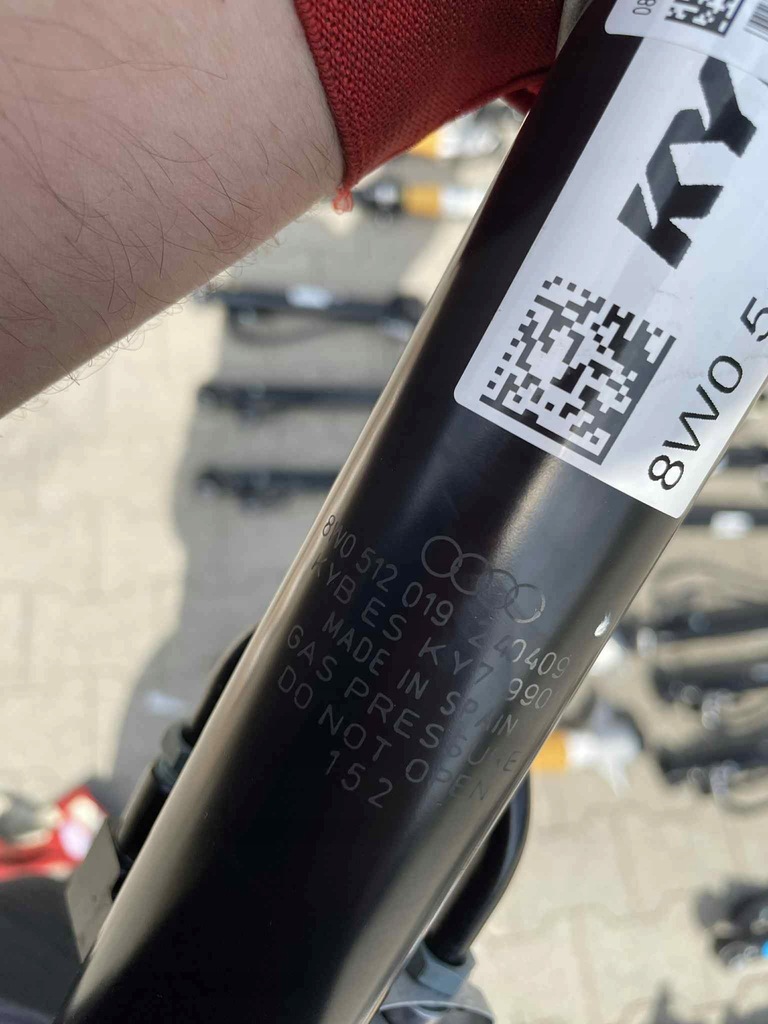 08
KY
8W0 5
8W0 512 019 240409
KYB ES KY7 990
MADE IN SPAIN
GAS PRESSURE
DO NOT OPEN
152